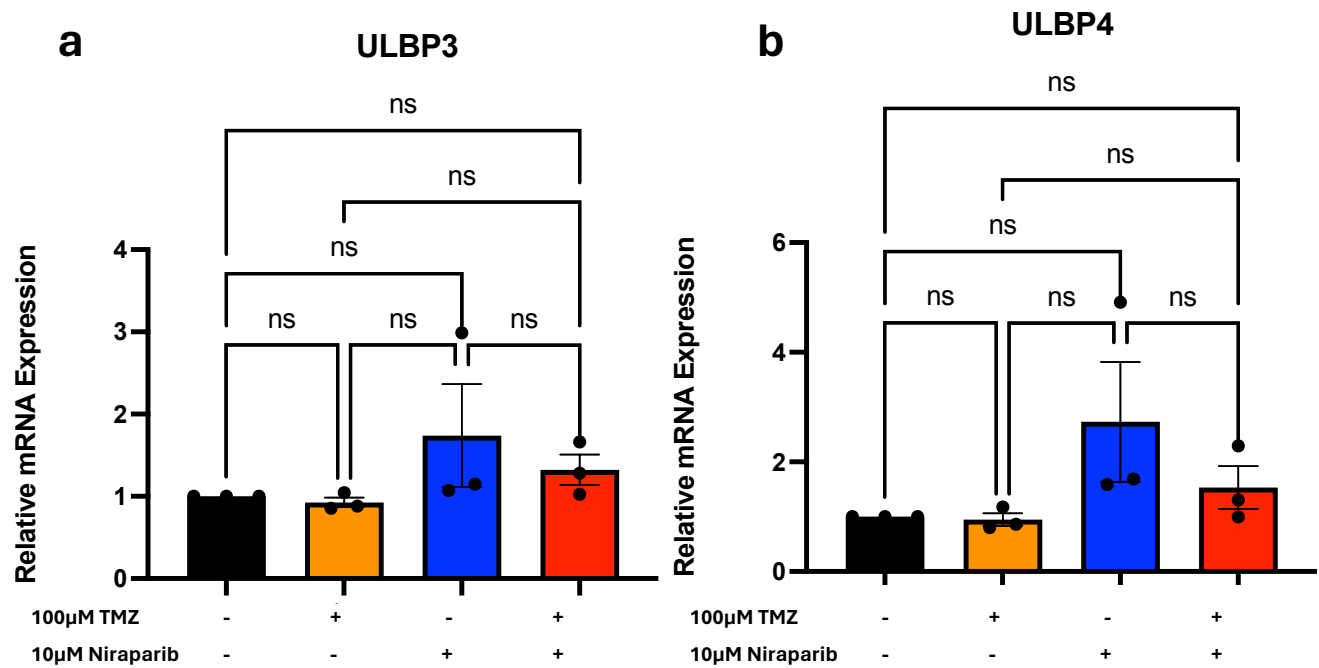 a
ULBP3
ns
ns
ns
ns ns ns
Relative mRNA Expression
4
3
2
1
0
100µM TMZ - + - +
10µM Niraparib - - + +
b
ULBP4
ns
ns
ns
ns ns ns
Relative mRNA Expression
6
4
2
0
100µM TMZ - + - +
10µM Niraparib - - + +